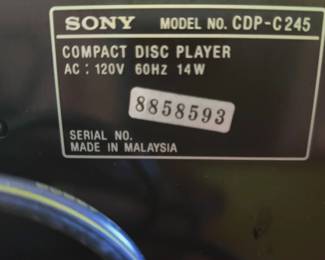 SONY MODEL NO. CDP-C245
COMPACT DISC PLAYER
AC : 120V 60Hz 14W
8858593
SERIAL NO.
MADE IN MALAYSIA